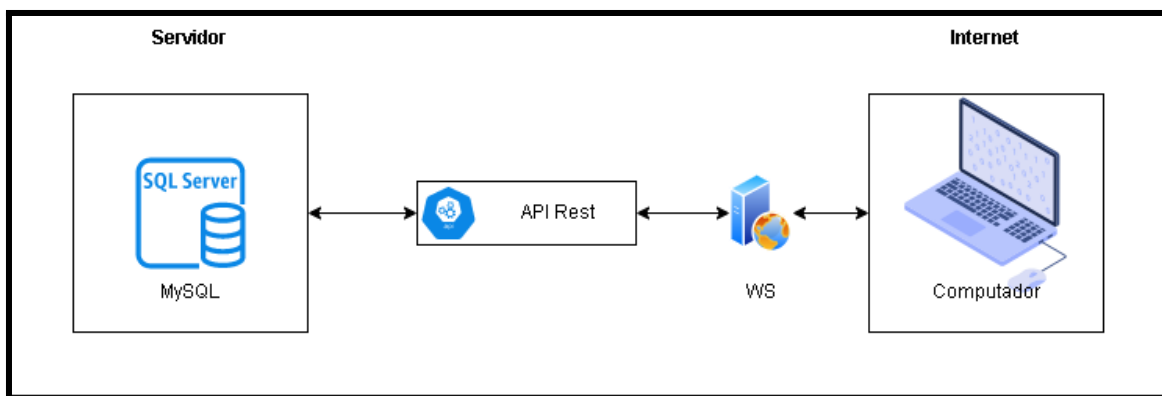 Servidor
Internet
SQL Server
API Rest
MySQL
WS
Computador